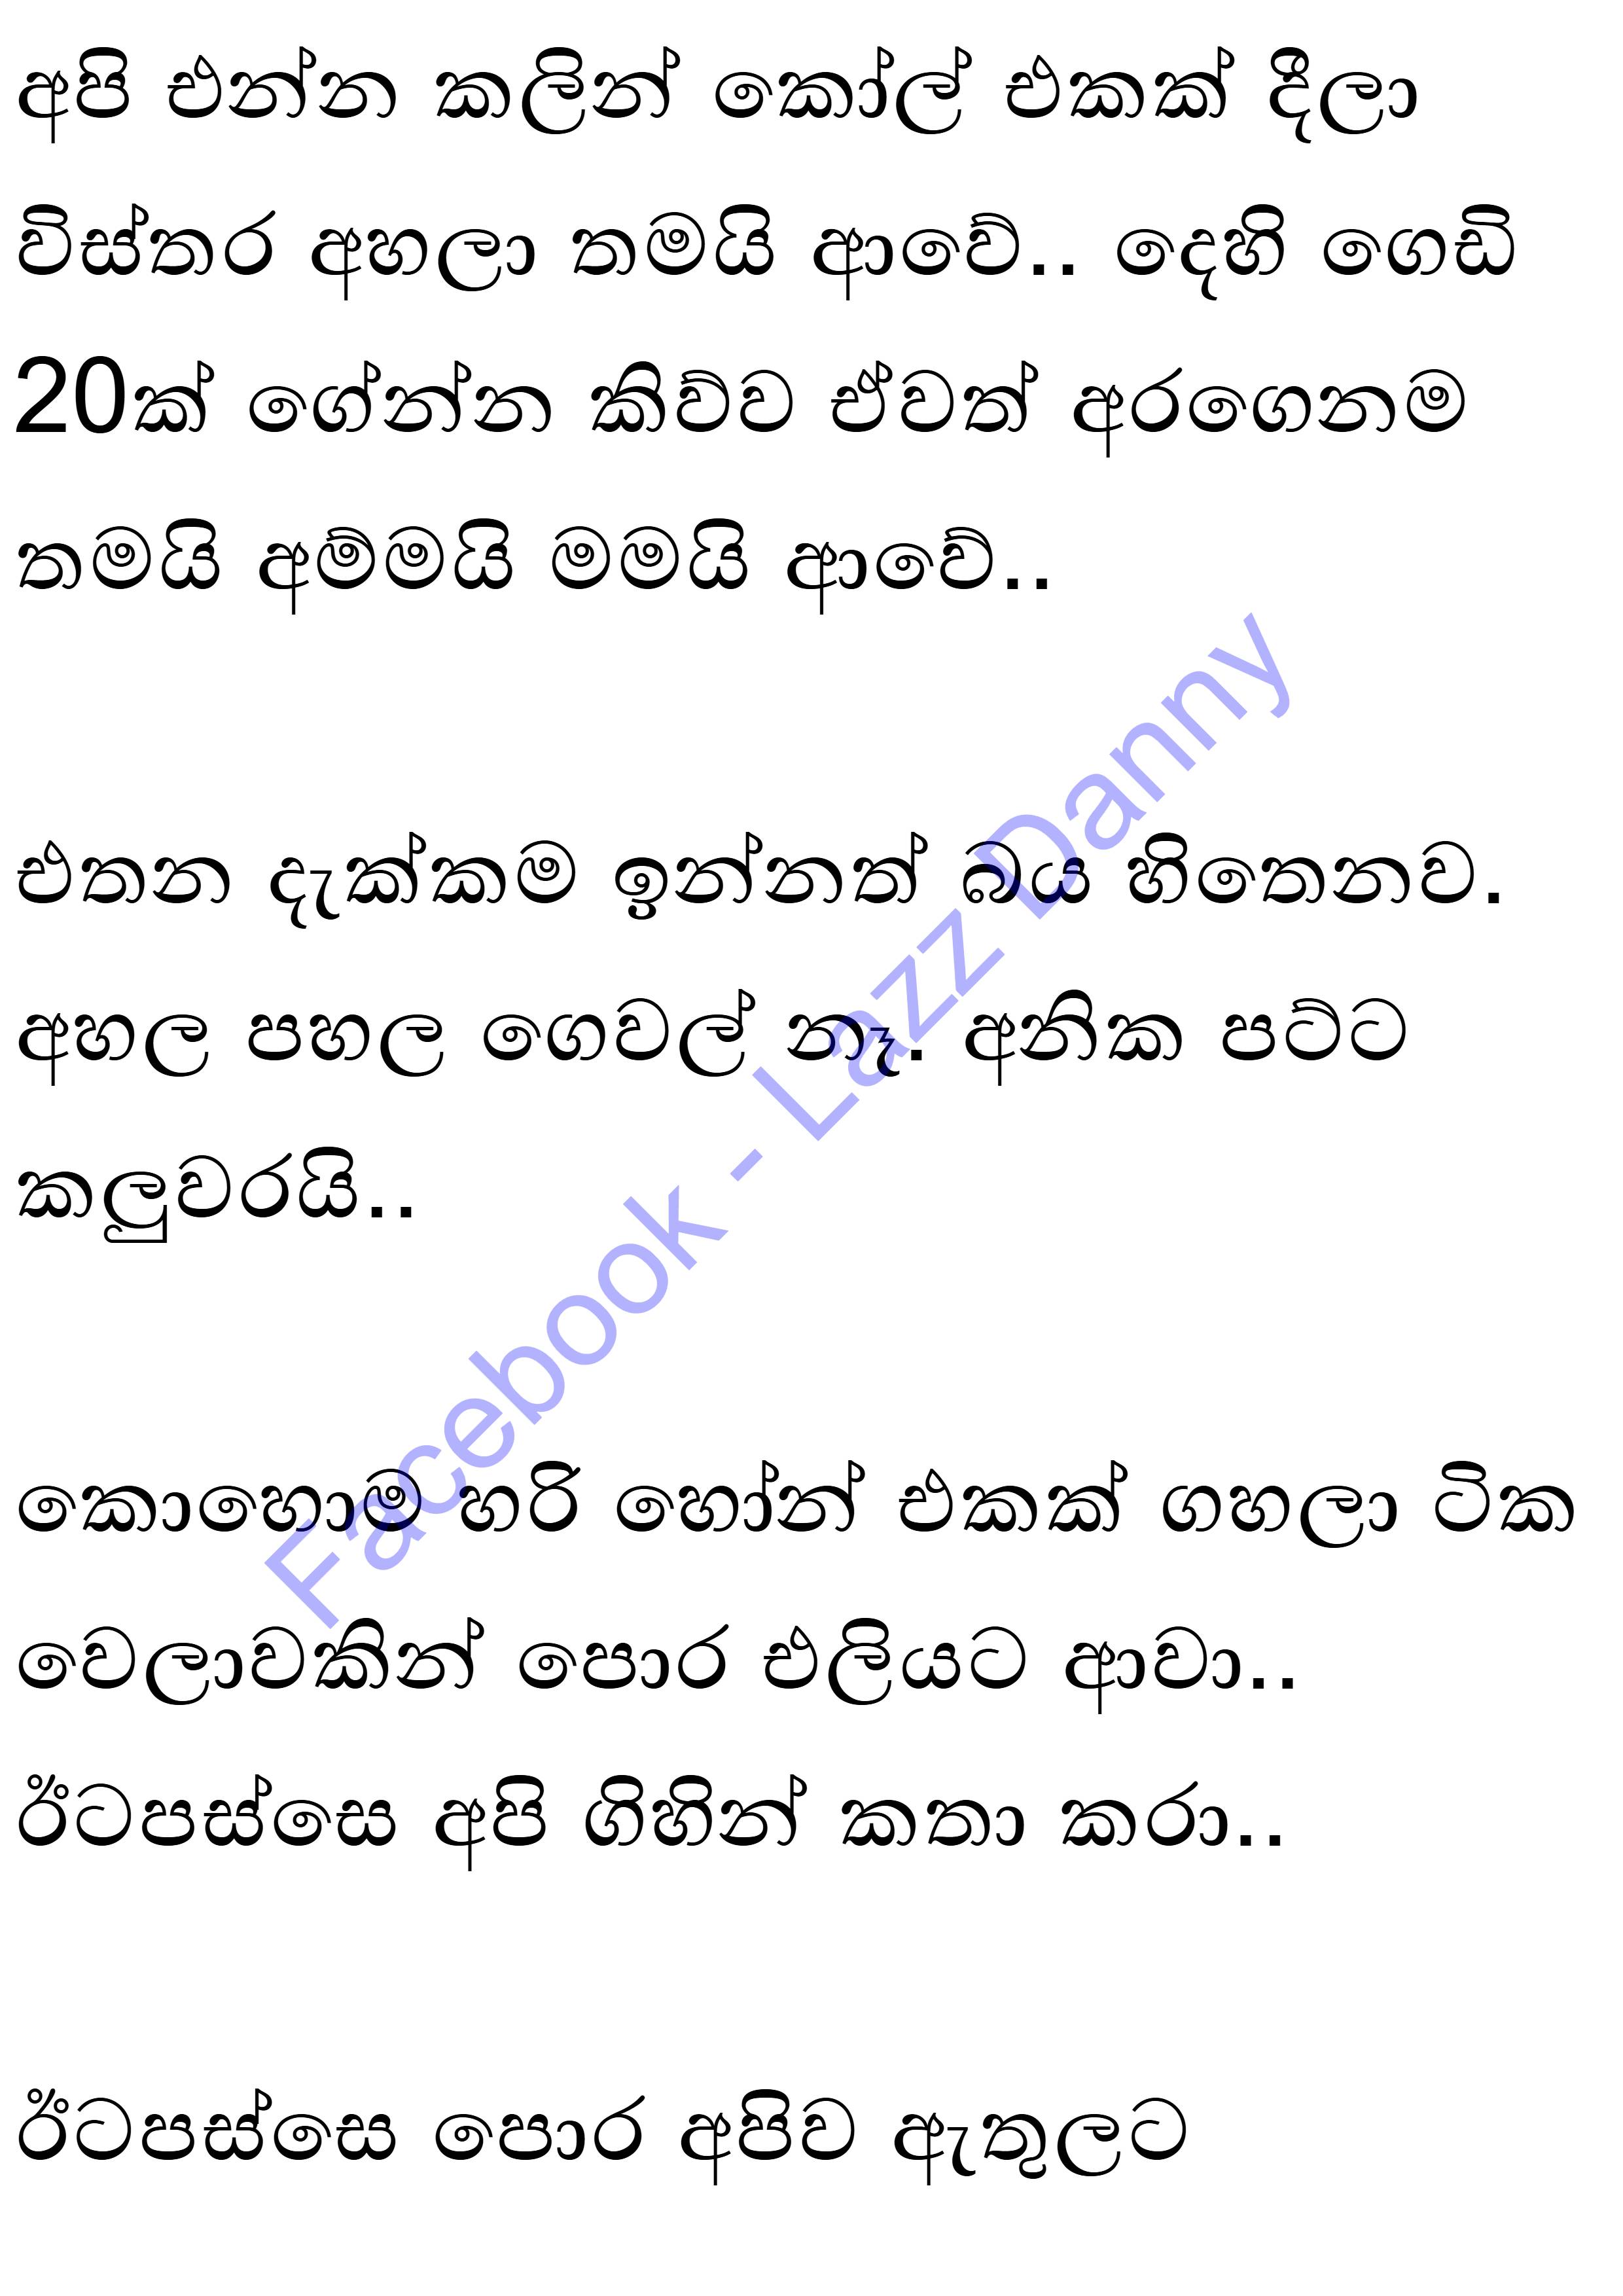 අපි එන්න කලින් කෝල් එකක් දීලා
විස්තර අහලා තමයි ආවේ.. දෙහි ගෙඩි
20ක් ගේන්න කිව්ව ඒවත් අරගෙනම
තමයි අම්මයි මමයි ආවේ..
එතන දැක්කම ඉන්නත් බය හිතෙනව.
අහල පහල ගෙවල් නෑ. අනික පට්ට
කලුවරයි..
කොහොම හරි හෝන් එකක් ගහලා ටික
වෙලාවකින් පොර එලියට ආවා..
ඊටපස්සෙ අපි ගිහින් කතා කරා..
ඊටපස්සෙ පොර අපිව ඇතුලට
Facebook - Lazz Danny